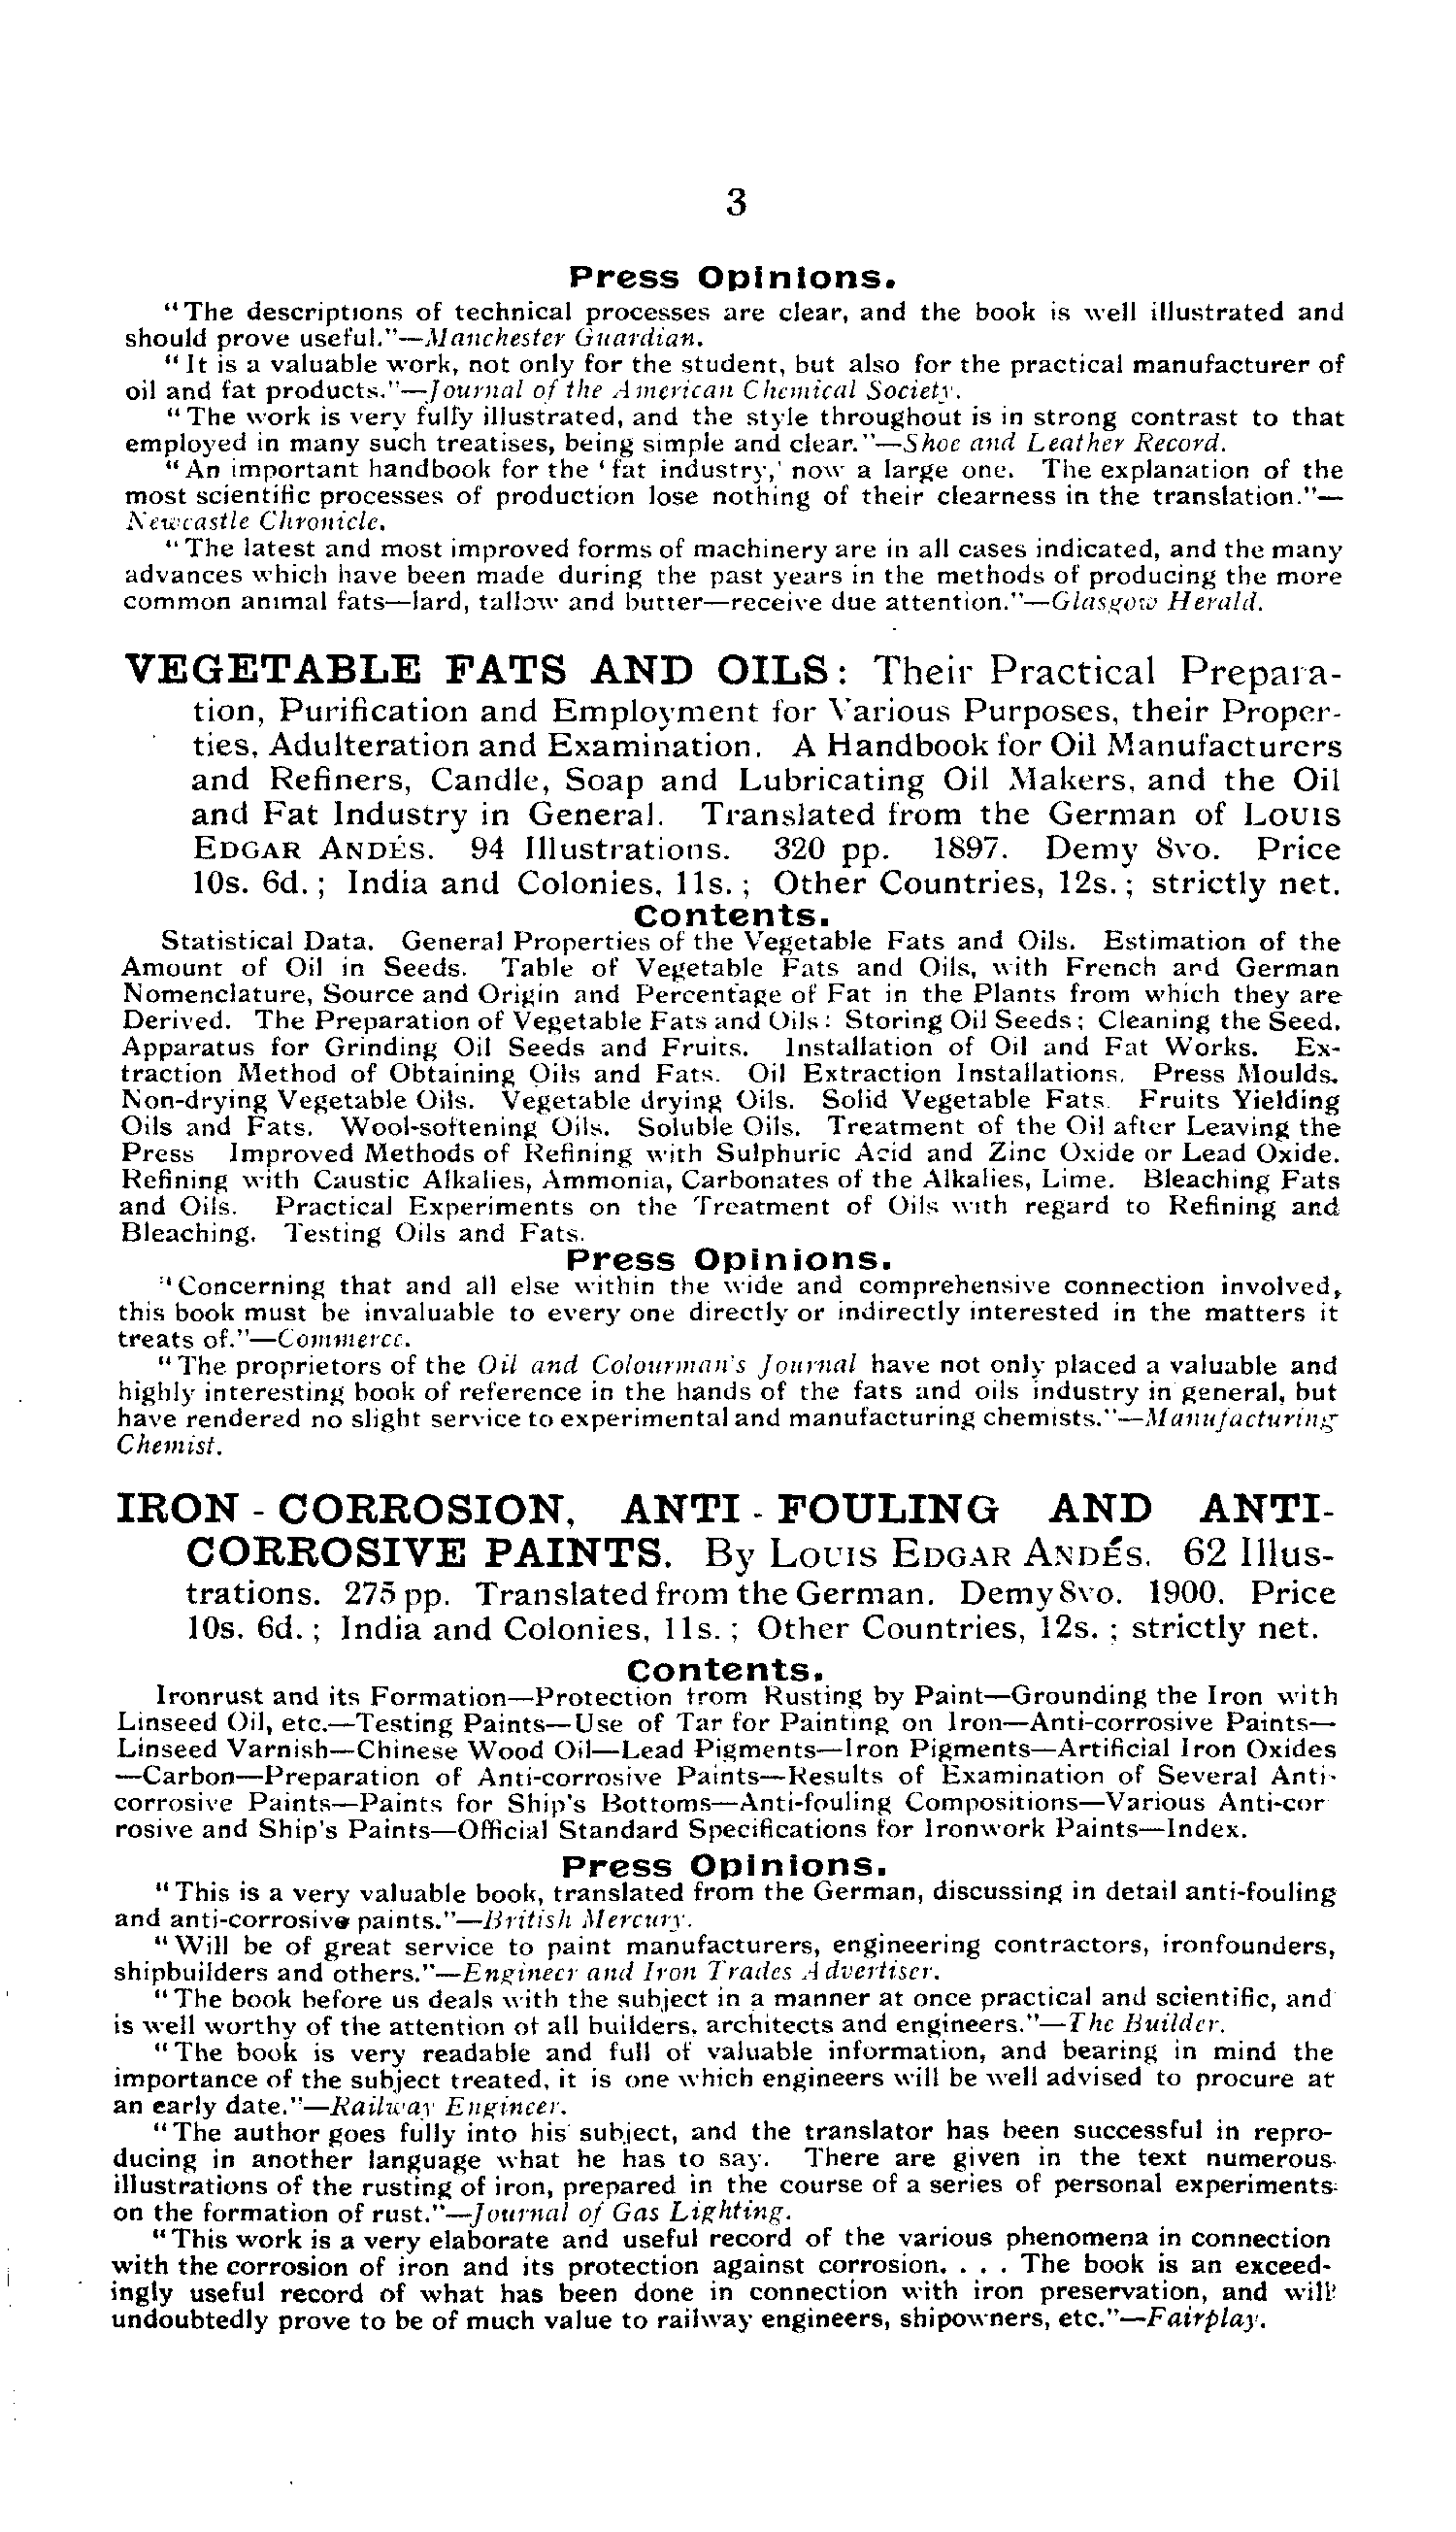 3
Press Opinions.
"The descriptions of technical processes are clear, and the book is well illustrated and
should prove useful."—Manchester Guardian.
"It is a valuable work, not only for the student, but also for the practical manufacturer of
oil and fat products."—Journal of the American Chemical Society.
"The work is very fully illustrated, and the style throughout is in strong contrast to that
employed in many such treatises, being simple and clear."—Shoe and Leather Record.
"An important handbook for the 'fat industry,' now a large one. The explanation of the
most scientific processes of production lose nothing of their clearness in the translation."—
Newcastle Chronicle.
"The latest and most improved forms of machinery are in all cases indicated, and the many
advances which have been made during the past years in the methods of producing the more
common animal fats—lard, tallow and butter—receive due attention."—Glasgow Herald.
VEGETABLE FATS AND OILS: Their Practical Prepara-
tion, Purification and Employment for Various Purposes, their Proper-
ties, Adulteration and Examination. A Handbook for Oil Manufacturers
and Refiners, Candle, Soap and Lubricating Oil Makers, and the Oil
and Fat Industry in General. Translated from the German of LOUIS
EDGAR ANDÉS. 94 Illustrations. 320 pp. 1897. Demy 8vo. Price
10s. 6d.; India and Colonies, 11s.; Other Countries, 12s.; strictly net.
Contents.
Statistical Data. General Properties of the Vegetable Fats and Oils. Estimation of the
Amount of Oil in Seeds. Table of Vegetable Fats and Oils, with French and German
Nomenclature, Source and Origin and Percentage of Fat in the Plants from which they are
Derived. The Preparation of Vegetable Fats and Oils: Storing Oil Seeds; Cleaning the Seed.
Apparatus for Grinding Oil Seeds and Fruits. Installation of Oil and Fat Works. Ex-
traction Method of Obtaining Oils and Fats. Oil Extraction Installations. Press Moulds.
Non-drying Vegetable Oils. Vegetable drying Oils. Solid Vegetable Fats. Fruits Yielding
Oils and Fats. Wool-softening Oils. Soluble Oils. Treatment of the Oil after Leaving the
Press Improved Methods of Refining with Sulphuric Acid and Zinc Oxide or Lead Oxide.
Refining with Caustic Alkalies, Ammonia, Carbonates of the Alkalies, Lime. Bleaching Fats
and Oils. Practical Experiments on the Treatment of Oils with regard to Refining and
Bleaching. Testing Oils and Fats.
Press Opinions.
"Concerning that and all else within the wide and comprehensive connection involved,
this book must be invaluable to every one directly or indirectly interested in the matters it
treats of."—Commerce.
"The proprietors of the Oil and Colourman's Journal have not only placed a valuable and
highly interesting book of reference in the hands of the fats and oils industry in general, but
have rendered no slight service to experimental and manufacturing chemists."—Manufacturing
Chemist.
IRON-CORROSION, ANTI-FOULING AND ANTI-
CORROSIVE PAINTS. By LOUIS EDGAR ANDÉS. 62 Illus-
trations. 275 pp. Translated from the German. Demy 8vo. 1900. Price
10s. 6d.; India and Colonies, 11s.; Other Countries, 12s.; strictly net.
Contents.
Ironrust and its Formation—Protection from Rusting by Paint—Grounding the Iron with
Linseed Oil, etc.—Testing Paints—Use of Tar for Painting on Iron—Anti-corrosive Paints—
Linseed Varnish—Chinese Wood Oil—Lead Pigments—Iron Pigments—Artificial Iron Oxides
—Carbon—Preparation of Anti-corrosive Paints—Results of Examination of Several Anti-
corrosive Paints—Paints for Ship's Bottoms—Anti-fouling Compositions—Various Anti-cor
rosive and Ship's Paints—Official Standard Specifications for Ironwork Paints—Index.
Press Opinions.
"This is a very valuable book, translated from the German, discussing in detail anti-fouling
and anti-corrosive paints."—British Mercury.
"Will be of great service to paint manufacturers, engineering contractors, ironfounders,
shipbuilders and others."—Engineer and Iron Trades Advertiser.
"The book before us deals with the subject in a manner at once practical and scientific, and
is well worthy of the attention of all builders, architects and engineers."—The Builder.
"The book is very readable and full of valuable information, and bearing in mind the
importance of the subject treated, it is one which engineers will be well advised to procure at
an early date."—Railway Engineer.
"The author goes fully into his subject, and the translator has been successful in repro-
ducing in another language what he has to say. There are given in the text numerous
illustrations of the rusting of iron, prepared in the course of a series of personal experiments
on the formation of rust."—Journal of Gas Lighting.
"This work is a very elaborate and useful record of the various phenomena in connection
with the corrosion of iron and its protection against corrosion. . . . The book is an exceed-
ingly useful record of what has been done in connection with iron preservation, and will
undoubtedly prove to be of much value to railway engineers, shipowners, etc."—Fairplay.